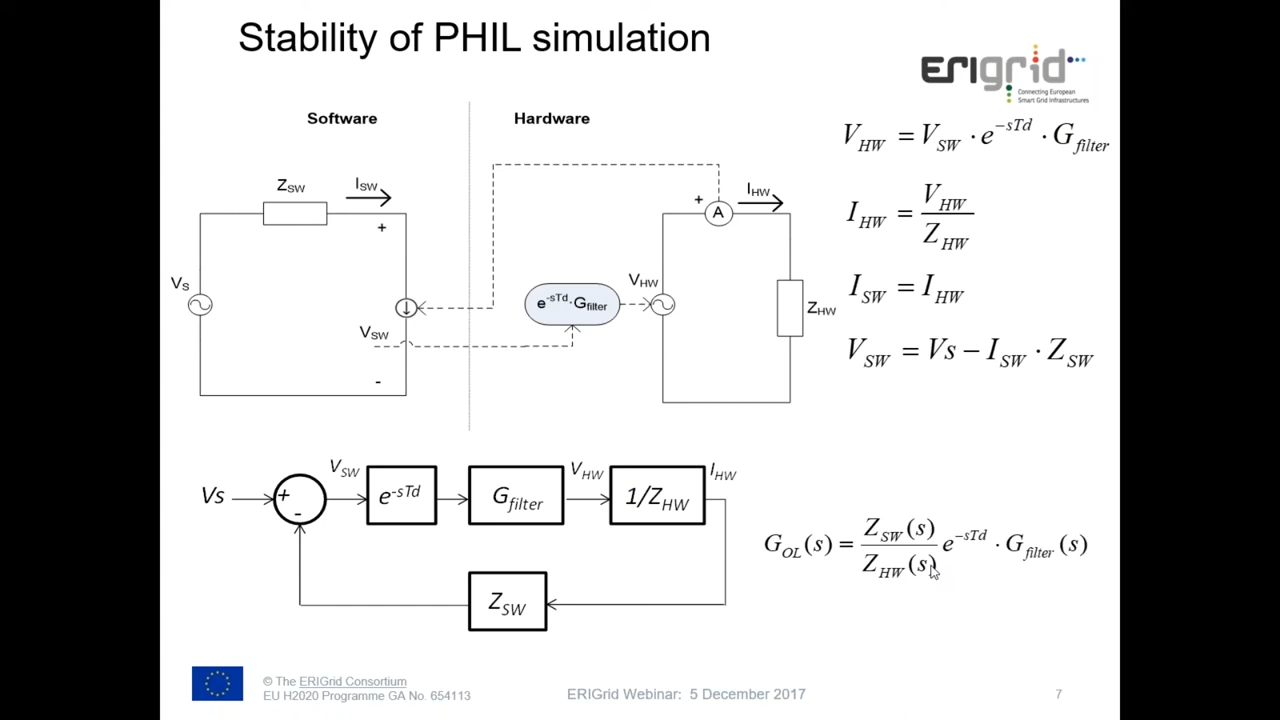 Stability of PHIL simulation
ERIGrid
Connecting European
Smart Grid Infrastructures
Software
Hardware
V_HW = V_SW · e^{-sTd} · G_filter
I_HW = V_HW / Z_HW
I_SW = I_HW
V_SW = Vs − I_SW · Z_SW
Z_SW
I_SW
+
V_S
V_SW
-
e^{-sTd}·G_filter
V_HW
+
A
I_HW
Z_HW
Vs
+
-
V_SW
e^{-sTd}
G_filter
V_HW
1/Z_HW
I_HW
Z_SW
G_OL(s) = Z_SW(s) / Z_HW(s) e^{-sTd} · G_filter(s)
© The ERIGrid Consortium
EU H2020 Programme GA No. 654113
ERIGrid Webinar: 5 December 2017
7